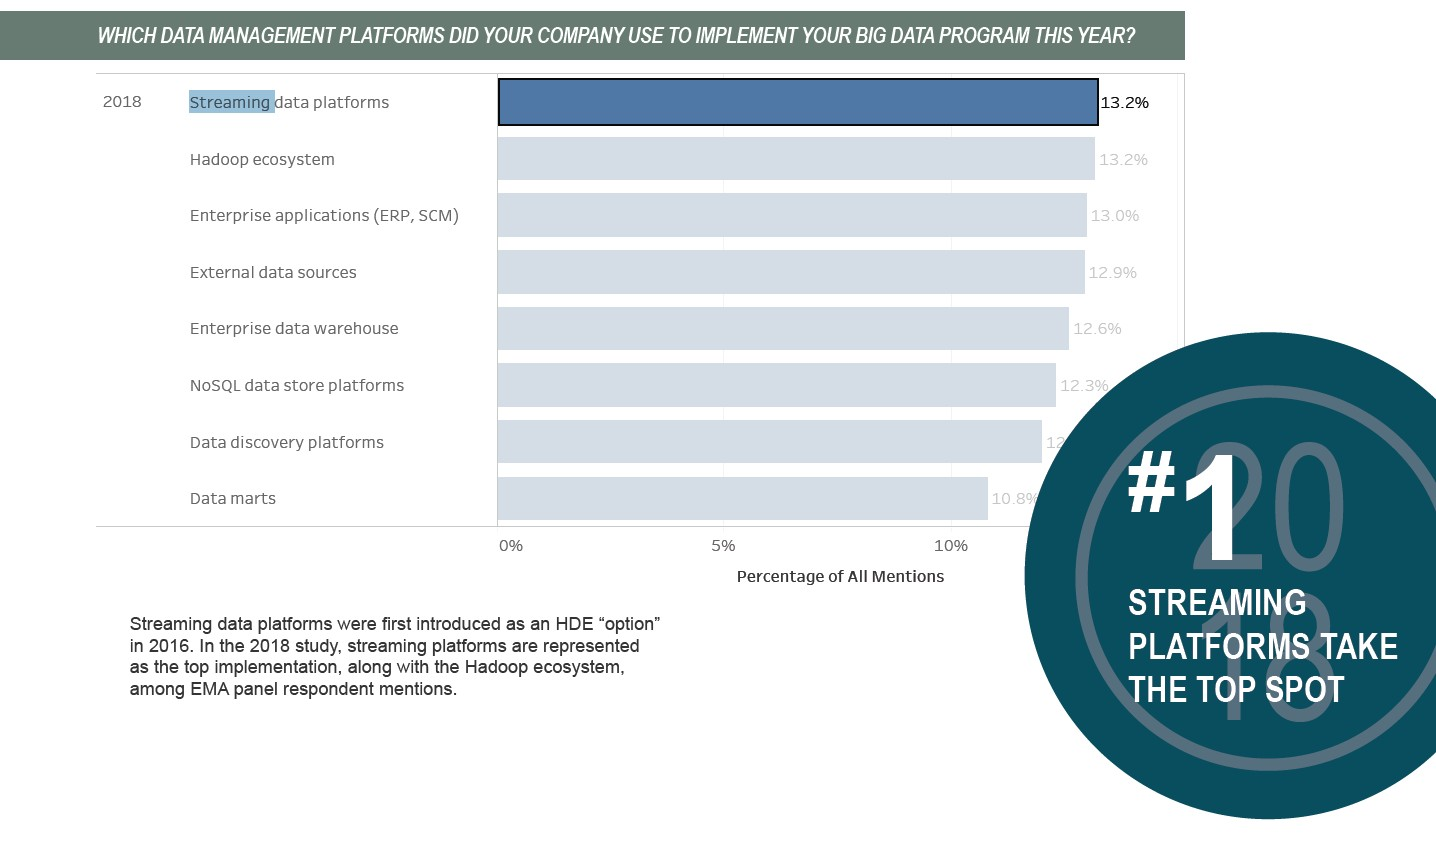 WHICH DATA MANAGEMENT PLATFORMS DID YOUR COMPANY USE TO IMPLEMENT YOUR BIG DATA PROGRAM THIS YEAR?
2018 Streaming data platforms 13.2%
Hadoop ecosystem 13.2%
Enterprise applications (ERP, SCM) 13.0%
External data sources 12.9%
Enterprise data warehouse 12.6%
NoSQL data store platforms 12.3%
Data discovery platforms
Data marts 10.8%
0% 5% 10%
Percentage of All Mentions
Streaming data platforms were first introduced as an HDE “option”
in 2016. In the 2018 study, streaming platforms are represented
as the top implementation, along with the Hadoop ecosystem,
among EMA panel respondent mentions.
20
18
#1
STREAMING
PLATFORMS TAKE
THE TOP SPOT